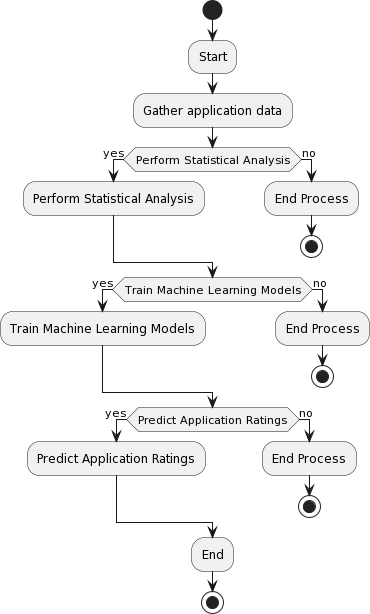 Start
Gather application data
yes
Perform Statistical Analysis
no
Perform Statistical Analysis
End Process
yes
Train Machine Learning Models
no
Train Machine Learning Models
End Process
yes
Predict Application Ratings
no
Predict Application Ratings
End Process
End